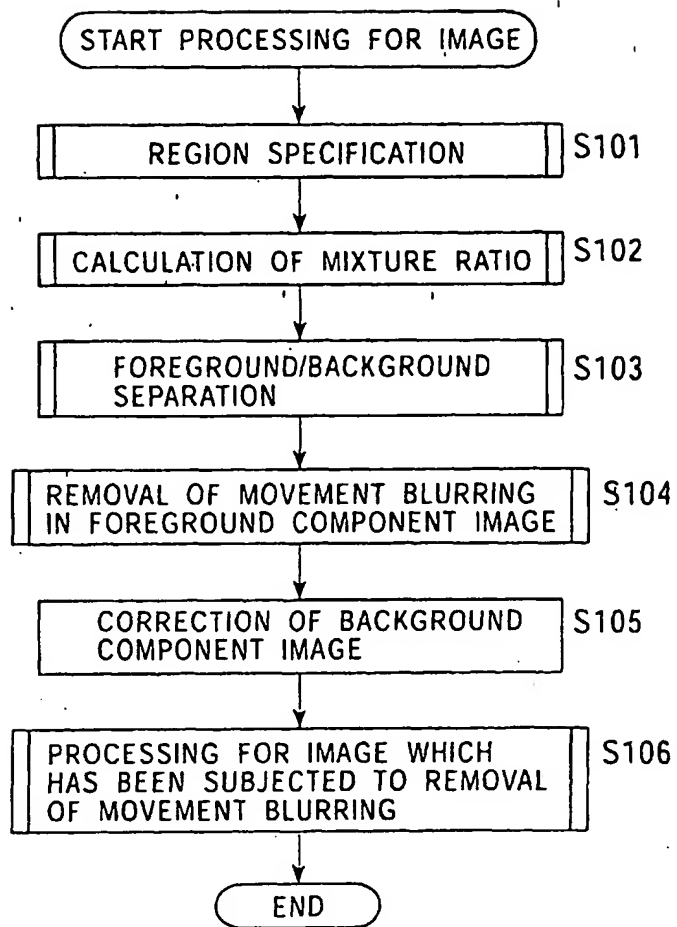 START PROCESSING FOR IMAGE
REGION SPECIFICATION
S101
CALCULATION OF MIXTURE RATIO
S102
FOREGROUND/BACKGROUND
SEPARATION
S103
REMOVAL OF MOVEMENT BLURRING
IN FOREGROUND COMPONENT IMAGE
S104
CORRECTION OF BACKGROUND
COMPONENT IMAGE
S105
PROCESSING FOR IMAGE WHICH
HAS BEEN SUBJECTED TO REMOVAL
OF MOVEMENT BLURRING
S106
END